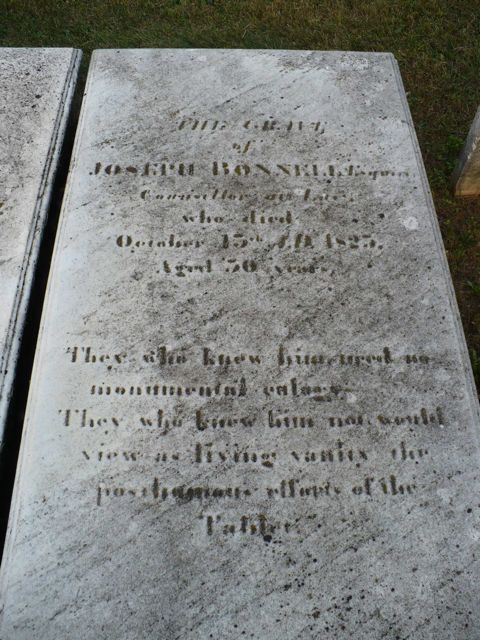 THE GRAVE
of
JOSEPH BONNELL Esquire
Counsellor at Law,
who died
October 15th A.D. 1825.
Aged 50 years.
They who knew him need no
monumental eulogy—
They who knew him not, would
view as living vanity the
posthumous efforts of the
Tablet.